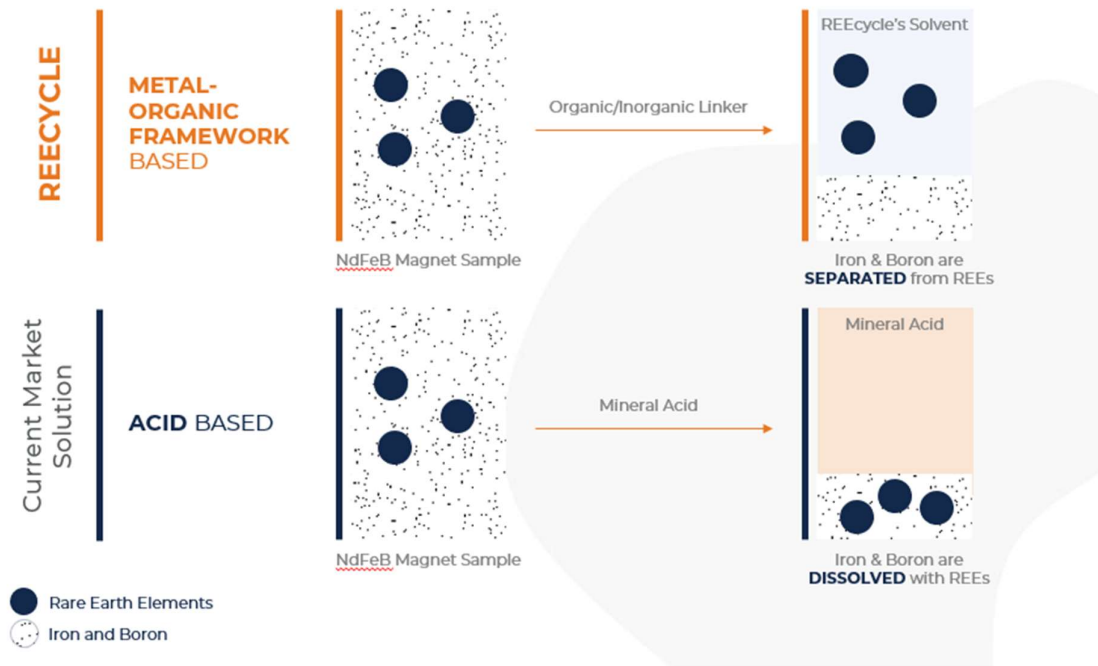 REECYCLE
METAL-
ORGANIC
FRAMEWORK
BASED
NdFeB Magnet Sample
Organic/Inorganic Linker
REEcycle's Solvent
Iron & Boron are
SEPARATED from REEs
Current Market
Solution
ACID BASED
NdFeB Magnet Sample
Mineral Acid
Mineral Acid
Iron & Boron are
DISSOLVED with REEs
Rare Earth Elements
Iron and Boron